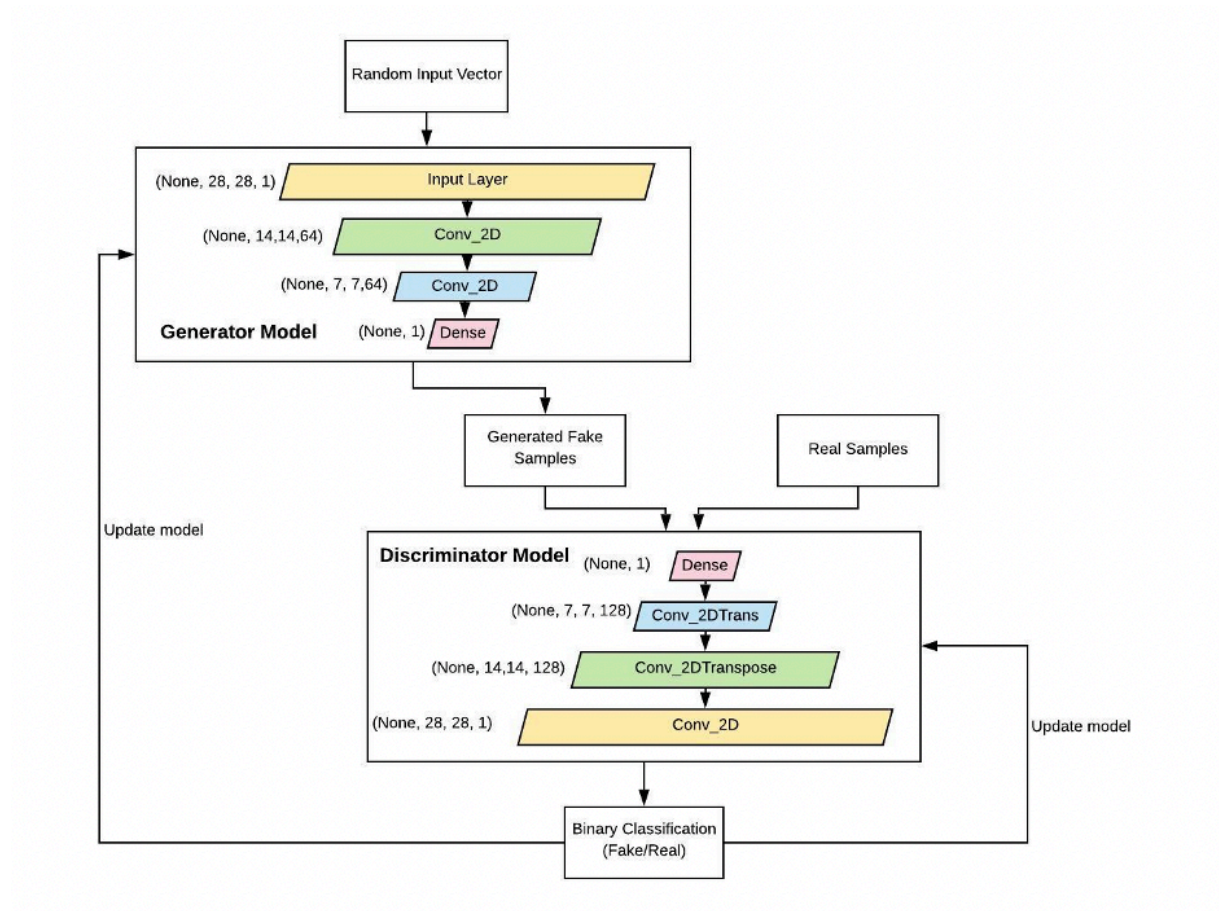 Random Input Vector
(None, 28, 28, 1)
Input Layer
(None, 14,14,64)
Conv_2D
(None, 7, 7,64)
Conv_2D
Generator Model
(None, 1)
Dense
Generated Fake
Samples
Real Samples
Update model
Discriminator Model
(None, 1)
Dense
(None, 7, 7, 128)
Conv_2DTrans
(None, 14,14, 128)
Conv_2DTranspose
(None, 28, 28, 1)
Conv_2D
Update model
Binary Classification
(Fake/Real)